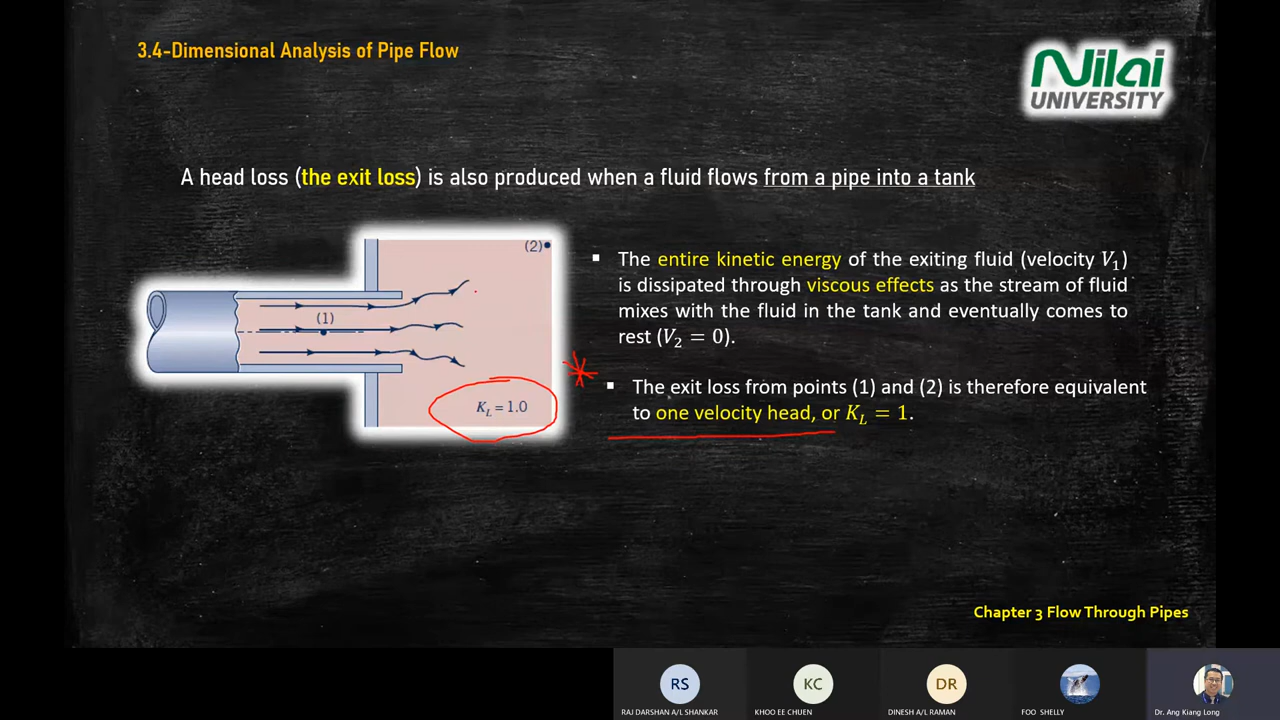 3.4-Dimensional Analysis of Pipe Flow
Nilai
UNIVERSITY
A head loss (the exit loss) is also produced when a fluid flows from a pipe into a tank
(2)
(1)
K_L = 1.0
▪ The entire kinetic energy of the exiting fluid (velocity V₁)
is dissipated through viscous effects as the stream of fluid
mixes with the fluid in the tank and eventually comes to
rest (V₂ = 0).
▪ The exit loss from points (1) and (2) is therefore equivalent
to one velocity head, or K_L = 1.
Chapter 3 Flow Through Pipes
RS
KC
DR
RAJ DARSHAN A/L SHANKAR
KHOO EE CHUEN
DINESH A/L RAMAN
FOO SHELLY
Dr. Ang Kiang Long